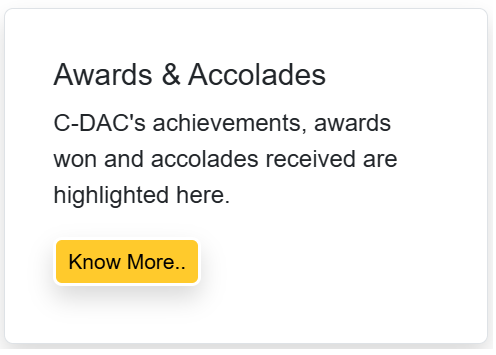 Awards & Accolades
C-DAC's achievements, awards
won and accolades received are
highlighted here.
Know More..